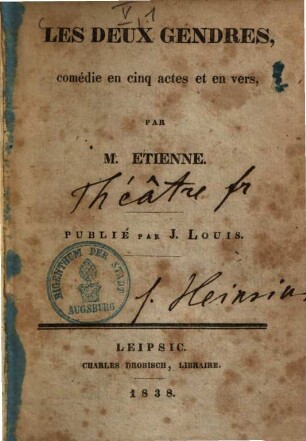 V, 1
LES DEUX GENDRES,
comédie en cinq actes et en vers,
PAR
M. ETIENNE.
Théâtre fr
PUBLIÉ PAR J. LOUIS.
EIGENTHUM DER STADT
AUGSBURG
J. Heinsius
LEIPSIC.
CHARLES DROBISCH, LIBRAIRE.
1838.